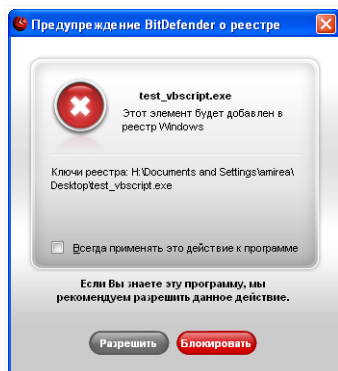 Предупреждение BitDefender о реестре
test_vbscript.exe
Этот элемент будет добавлен в
реестр Windows
Ключи реестра: H:\Documents and Settings\amirea\
Desktop\test_vbscript.exe
Всегда применять это действие к программе
Если Вы знаете эту программу, мы
рекомендуем разрешить данное действие.
Разрешить
Блокировать